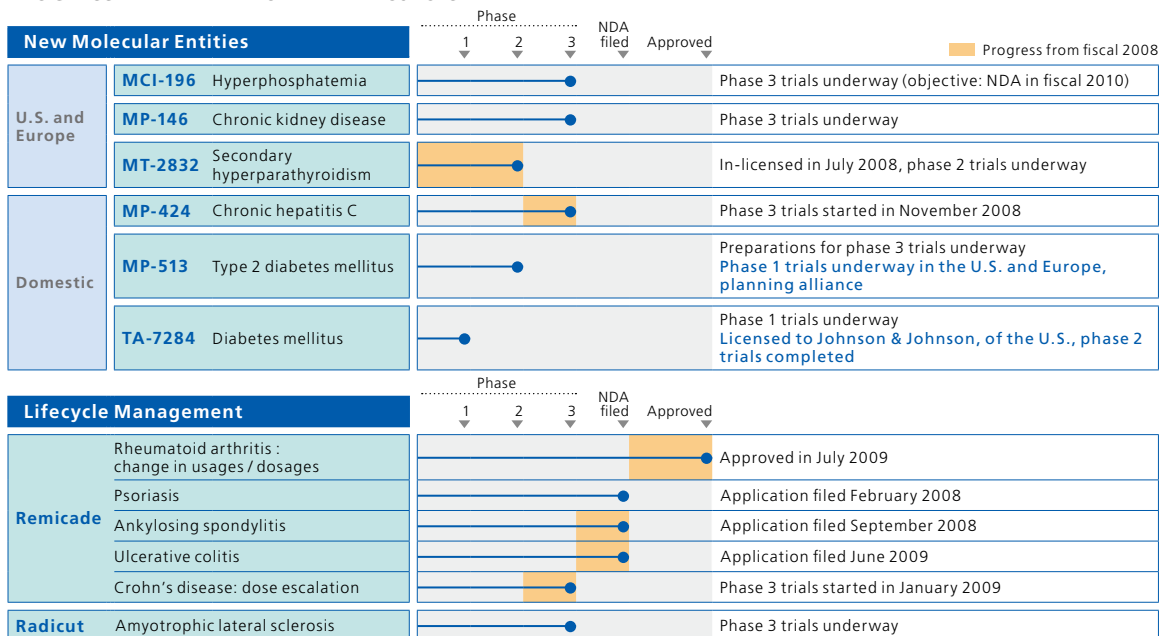 Phase
NDA
New Molecular Entities 1 2 3 filed Approved
Progress from fiscal 2008
U.S. and
Europe
MCI-196 Hyperphosphatemia Phase 3 trials underway (objective: NDA in fiscal 2010)
MP-146 Chronic kidney disease Phase 3 trials underway
MT-2832 Secondary
hyperparathyroidism In-licensed in July 2008, phase 2 trials underway
Domestic
MP-424 Chronic hepatitis C Phase 3 trials started in November 2008
MP-513 Type 2 diabetes mellitus
Preparations for phase 3 trials underway
Phase 1 trials underway in the U.S. and Europe,
planning alliance
TA-7284 Diabetes mellitus
Phase 1 trials underway
Licensed to Johnson & Johnson, of the U.S., phase 2
trials completed
Phase
NDA
Lifecycle Management 1 2 3 filed Approved
Remicade
Rheumatoid arthritis :
change in usages / dosages Approved in July 2009
Psoriasis Application filed February 2008
Ankylosing spondylitis Application filed September 2008
Ulcerative colitis Application filed June 2009
Crohn's disease: dose escalation Phase 3 trials started in January 2009
Radicut Amyotrophic lateral sclerosis Phase 3 trials underway